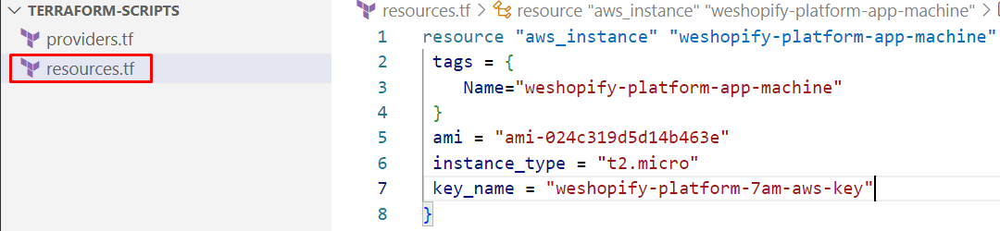 TERRAFORM-SCRIPTS
providers.tf
resources.tf
resources.tf > resource "aws_instance" "weshopify-platform-app-machine" >
1 resource "aws_instance" "weshopify-platform-app-machine"
2 tags = {
3 Name="weshopify-platform-app-machine"
4 }
5 ami = "ami-024c319d5d14b463e"
6 instance_type = "t2.micro"
7 key_name = "weshopify-platform-7am-aws-key"
8 }